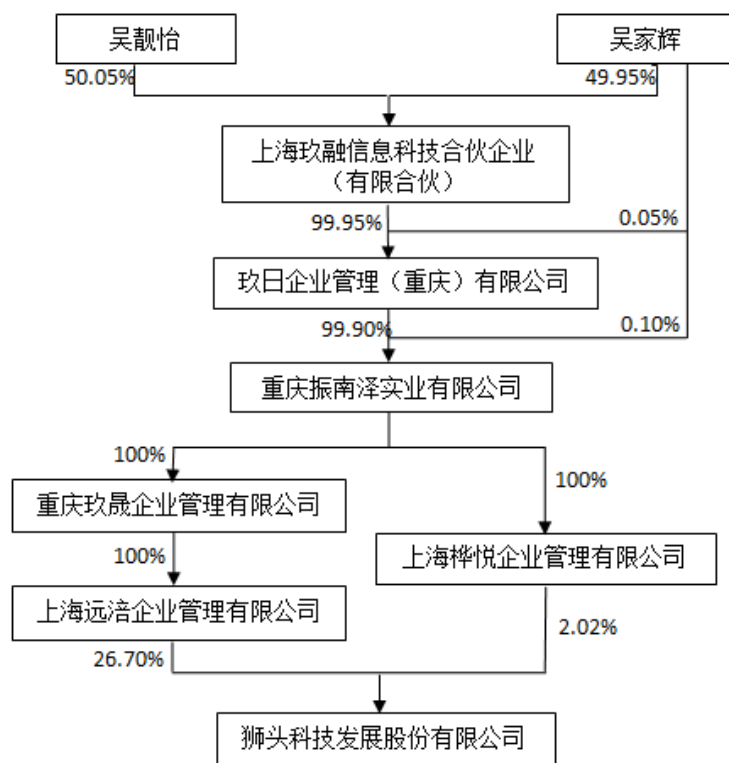 吴靓怡
吴家辉
50.05%
49.95%
上海玖融信息科技合伙企业
（有限合伙）
99.95%
0.05%
玖日企业管理（重庆）有限公司
99.90%
0.10%
重庆振南泽实业有限公司
100%
100%
重庆玖晟企业管理有限公司
100%
上海桦悦企业管理有限公司
上海远涪企业管理有限公司
2.02%
26.70%
狮头科技发展股份有限公司